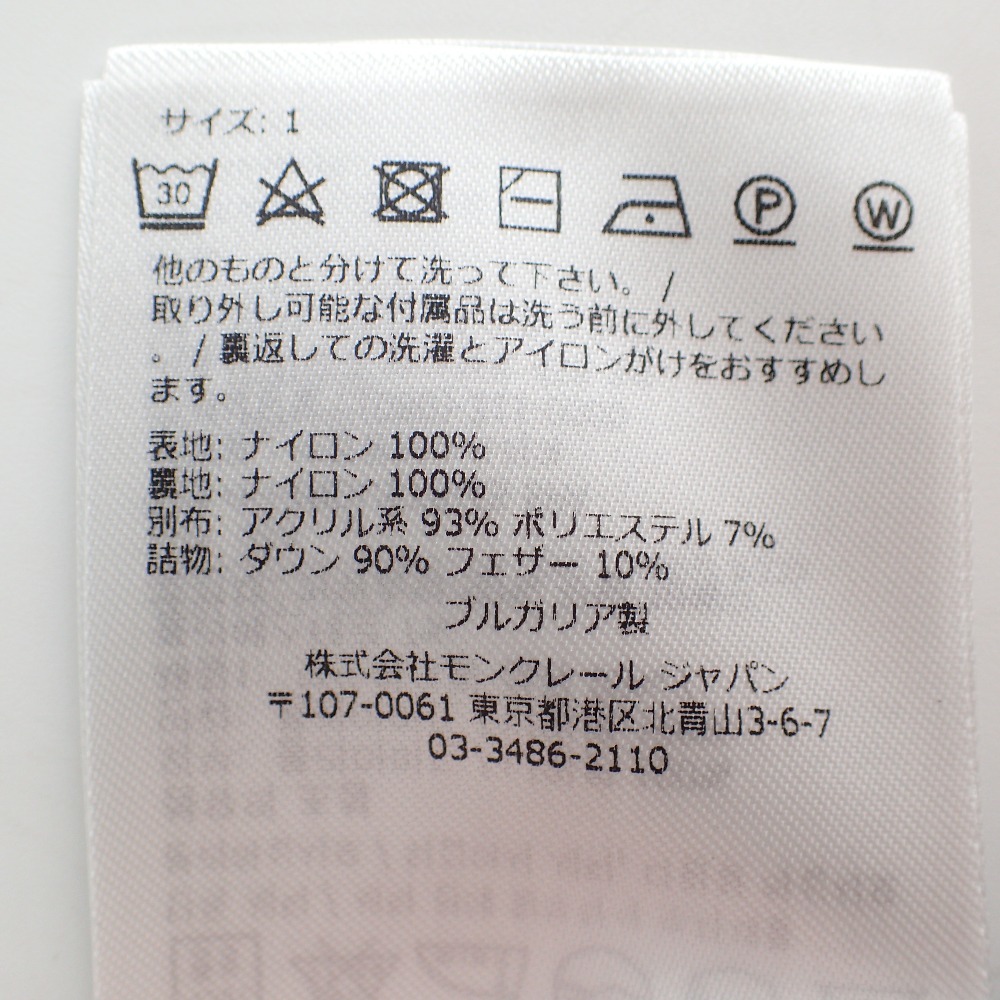 サイズ: 1
30 P W
他のものと分けて洗って下さい。 /
取り外し可能な付属品は洗う前に外してください
。 / 裏返しての洗濯とアイロンがけをおすすめし
ます。
表地: ナイロン 100%
裏地: ナイロン 100%
別布: アクリル系 93% ポリエステル 7%
詰物: ダウン 90% フェザー 10%
ブルガリア製
株式会社モンクレール ジャパン
〒107-0061 東京都港区北青山3-6-7
03-3486-2110